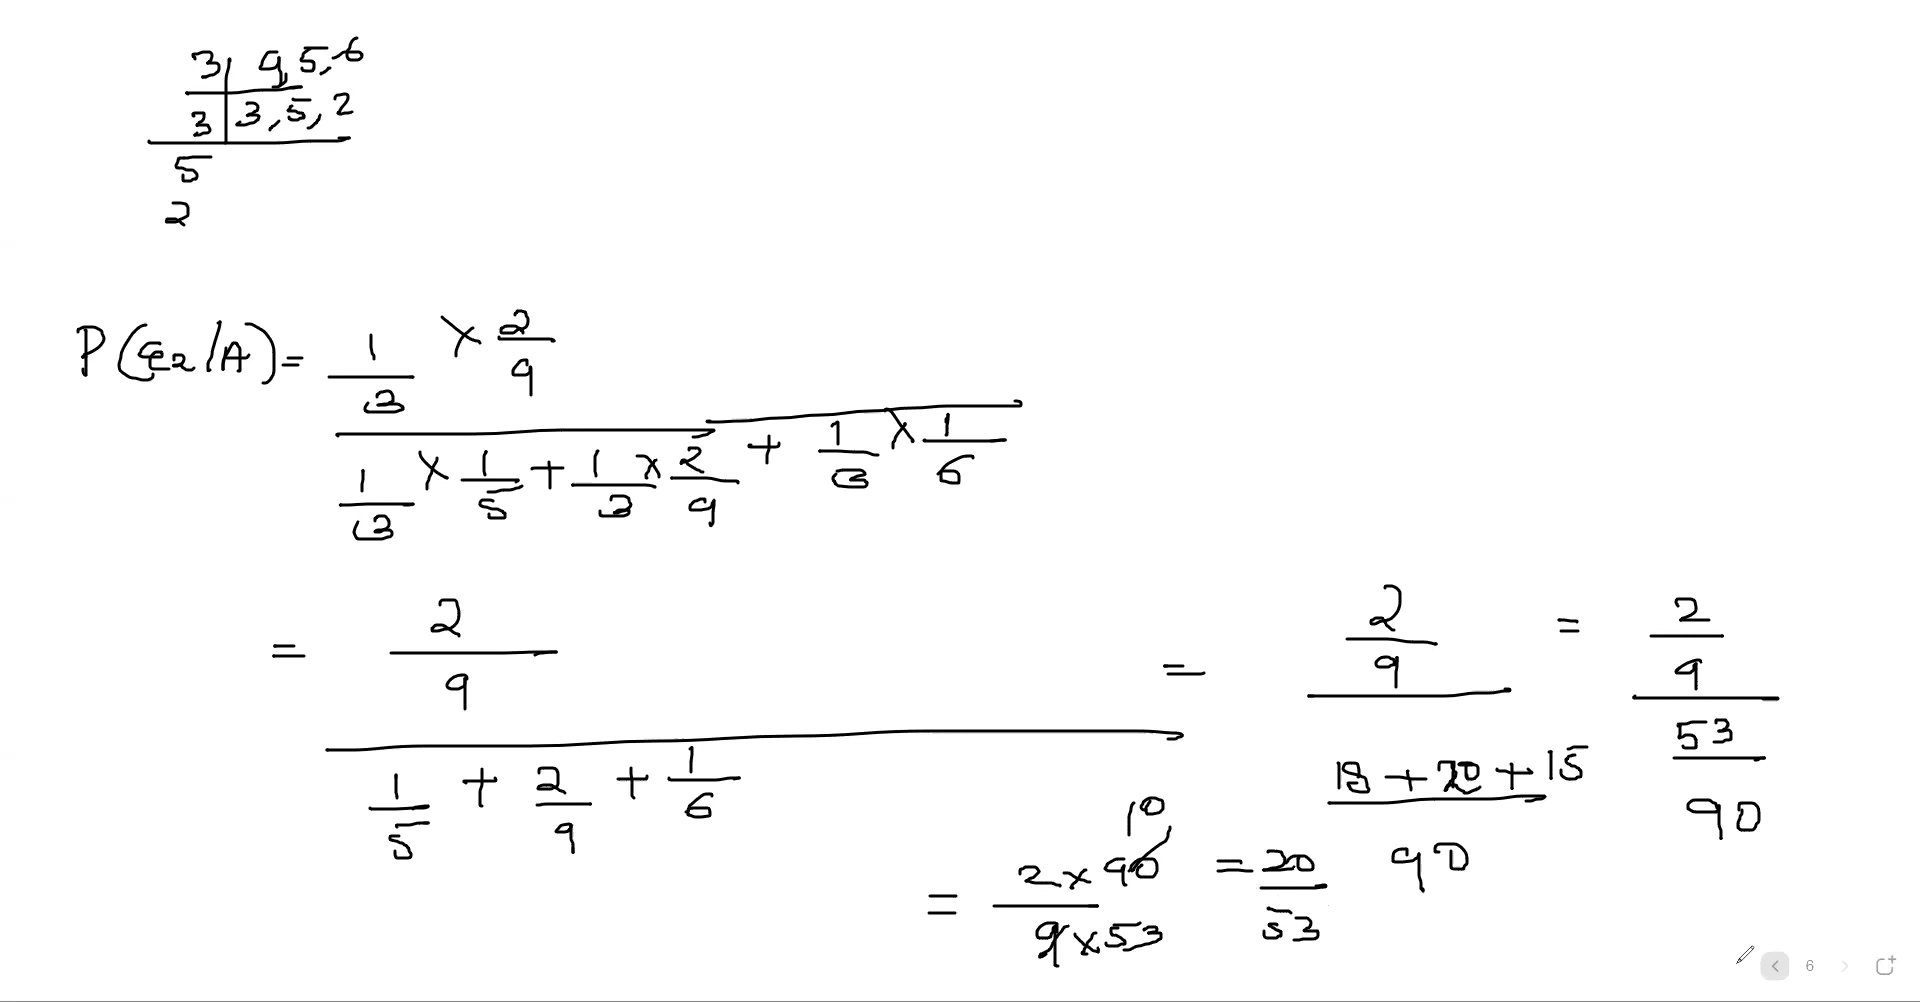 3 | 9, 5, 6
3 | 3, 5, 2
5
2
P(E2/A) = 1/3 × 2/9
1/3 × 1/5 + 1/3 × 2/9 + 1/3 × 1/6
= 2/9 = 2/9 = 2/9
1/5 + 2/9 + 1/6
18 + 20 + 15 / 90
53/90
10
= 2 × 90 / 9 × 53 = 20/53
6